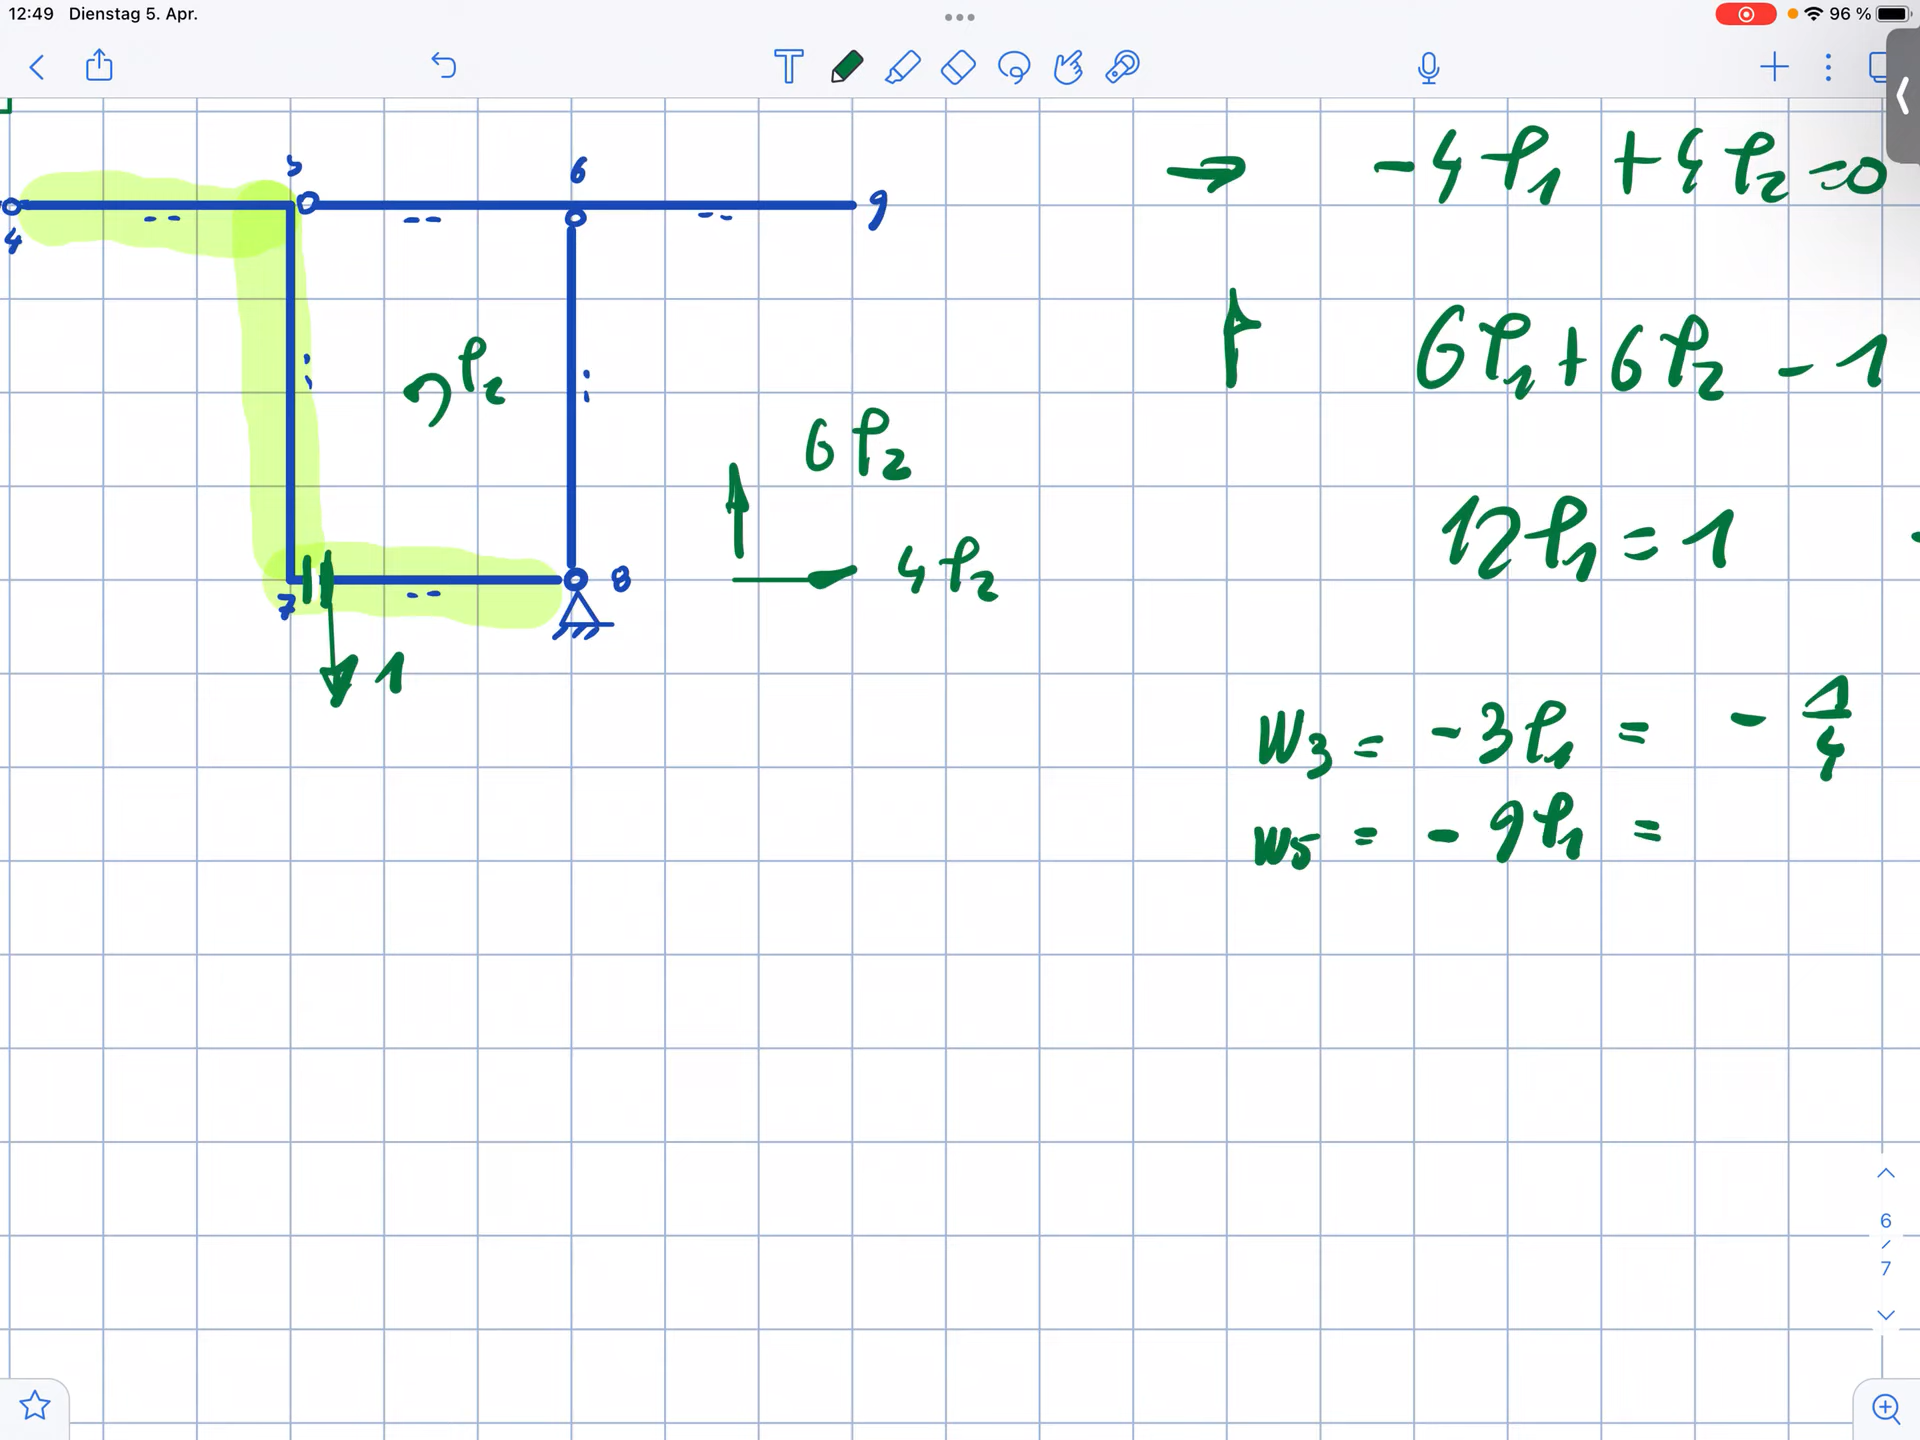 12:49 Dienstag 5. Apr.
96 %
→ -4φ₁ +4φ₂=0
5
6
4
9
φ₂
6φ₁+6φ₂ -1
6φ₂
12φ₁=1
4φ₂
7
8
1
w₃ = -3φ₁ = - 1/4
w₅ = - 9φ₁ =
6
/
7